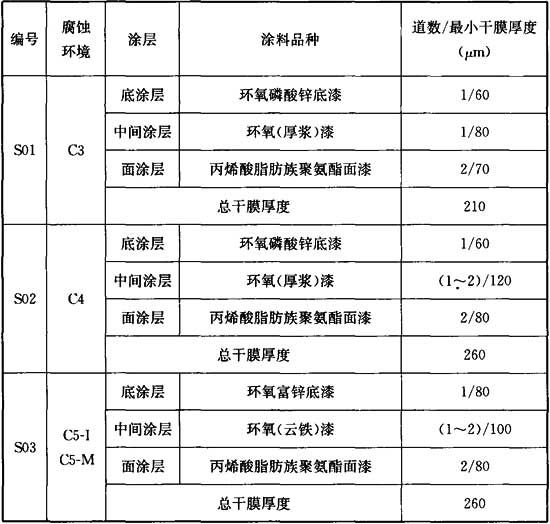 编号 腐蚀环境 涂层 涂料品种 道数/最小干膜厚度(μm)
S01 C3 底涂层 环氧磷酸锌底漆 1/60
中间涂层 环氧(厚浆)漆 1/80
面涂层 丙烯酸脂肪族聚氨酯面漆 2/70
总干膜厚度 210
S02 C4 底涂层 环氧磷酸锌底漆 1/60
中间涂层 环氧(厚浆)漆 (1~2)/120
面涂层 丙烯酸脂肪族聚氨酯面漆 2/80
总干膜厚度 260
S03 C5-I C5-M 底涂层 环氧富锌底漆 1/80
中间涂层 环氧(云铁)漆 (1~2)/100
面涂层 丙烯酸脂肪族聚氨酯面漆 2/80
总干膜厚度 260